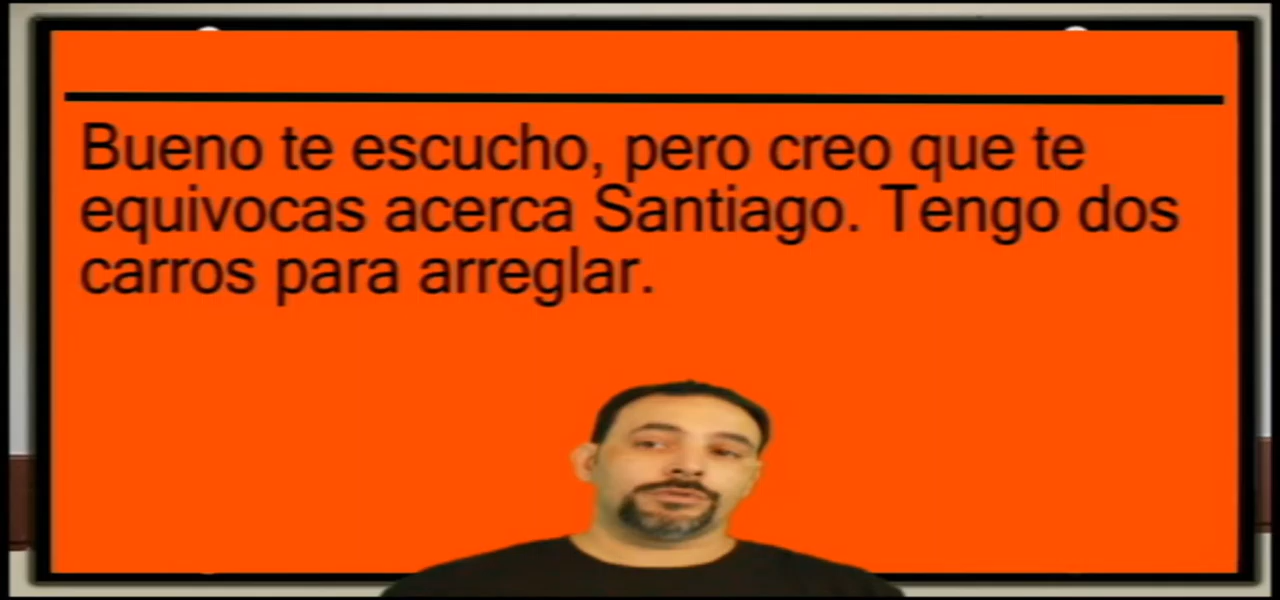 Bueno te escucho, pero creo que te
equivocas acerca Santiago. Tengo dos
carros para arreglar.